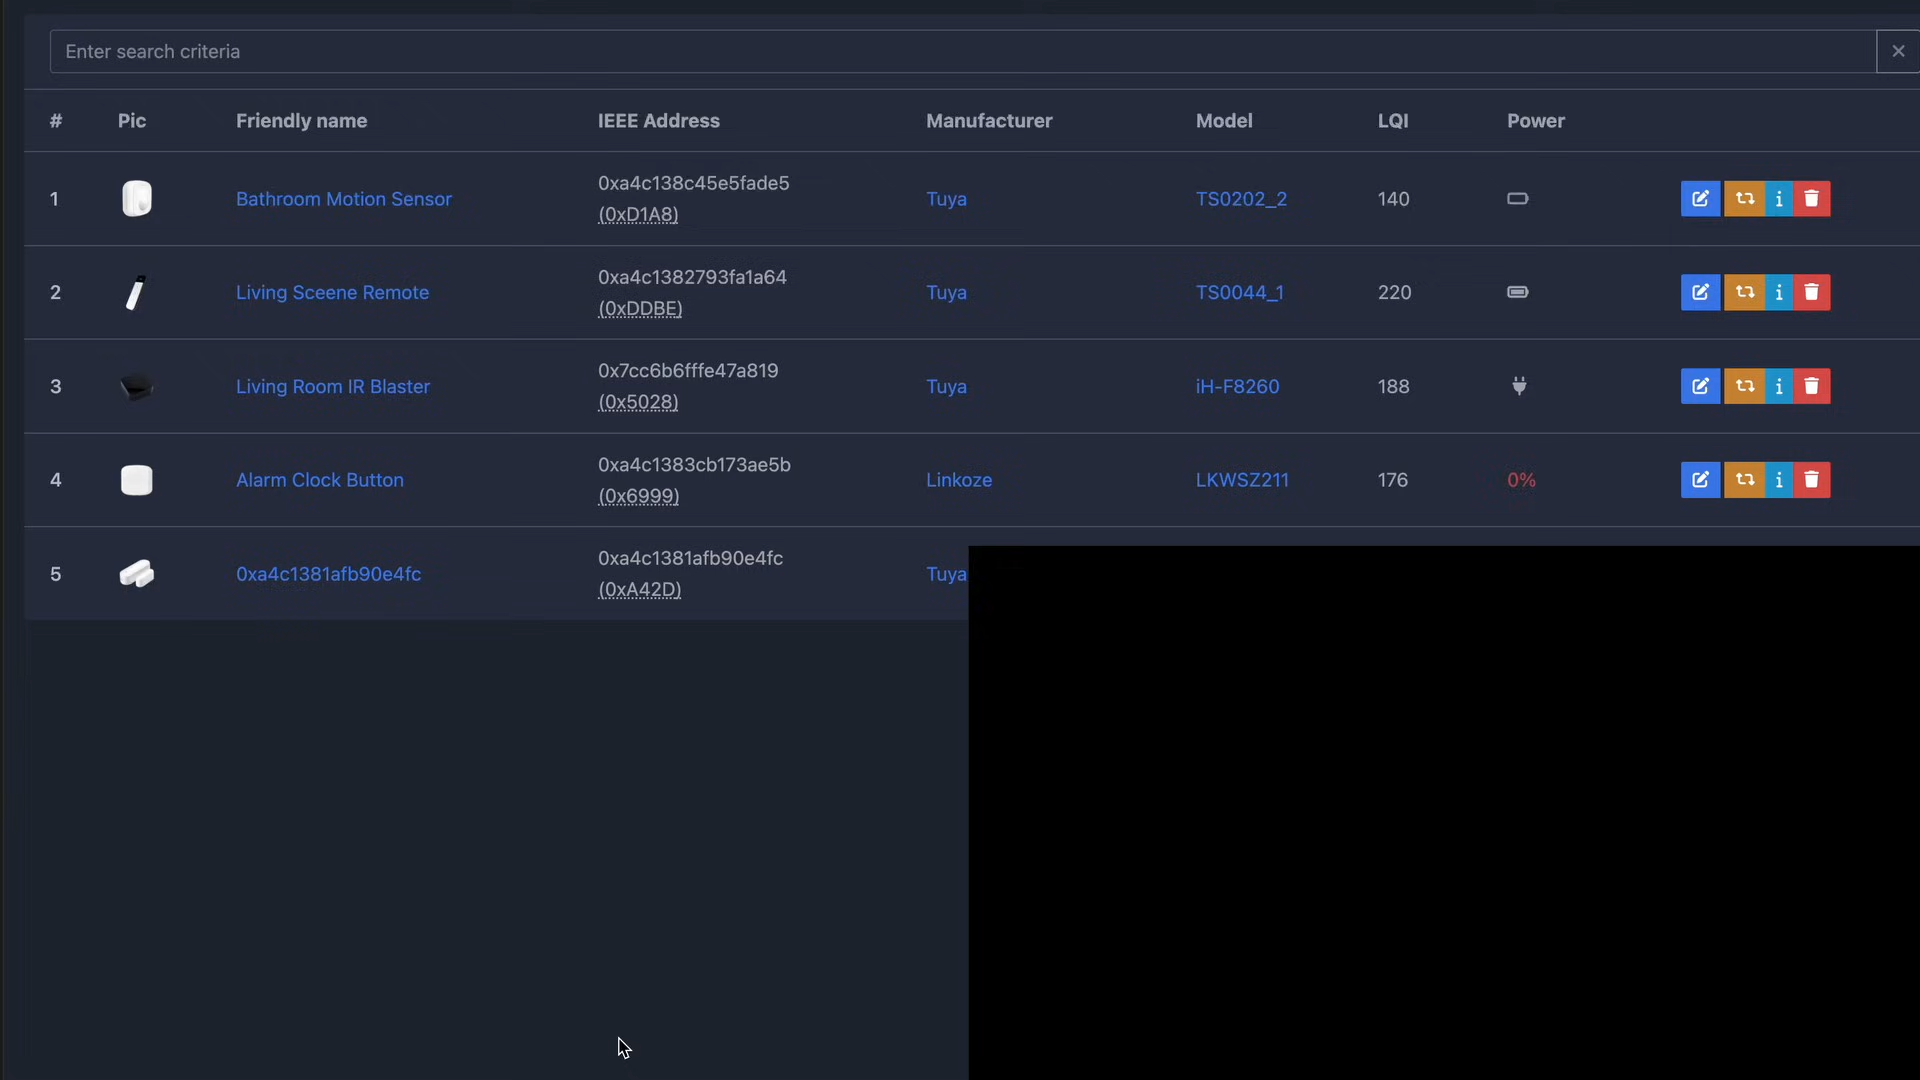 Enter search criteria
# Pic Friendly name IEEE Address Manufacturer Model LQI Power
1 Bathroom Motion Sensor 0xa4c138c45e5fade5 Tuya TS0202_2 140
(0xD1A8)
2 Living Sceene Remote 0xa4c1382793fa1a64 Tuya TS0044_1 220
(0xDDBE)
3 Living Room IR Blaster 0x7cc6b6fffe47a819 Tuya iH-F8260 188
(0x5028)
4 Alarm Clock Button 0xa4c1383cb173ae5b Linkoze LKWSZ211 176 0%
(0x6999)
5 0xa4c1381afb90e4fc 0xa4c1381afb90e4fc Tuya
(0xA42D)